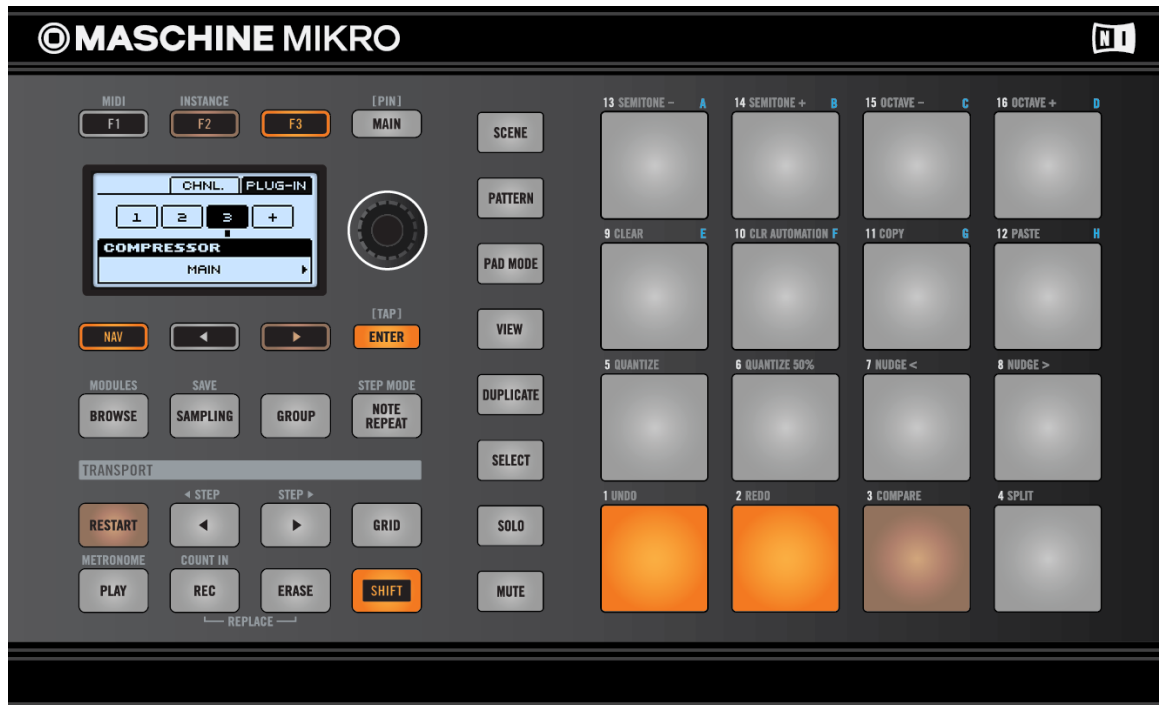 MASCHINE MIKRO
NI
MIDI
INSTANCE
[PIN]
F1
F2
F3
MAIN
CHNL.
PLUG-IN
1
2
3
+
COMPRESSOR
MAIN
[TAP]
NAV
◀
▶
ENTER
MODULES
SAVE
STEP MODE
BROWSE
SAMPLING
GROUP
NOTE
REPEAT
TRANSPORT
◀ STEP
STEP ▶
RESTART
◀
▶
GRID
METRONOME
COUNT IN
PLAY
REC
ERASE
SHIFT
REPLACE
SCENE
PATTERN
PAD MODE
VIEW
DUPLICATE
SELECT
SOLO
MUTE
13 SEMITONE – A
14 SEMITONE + B
15 OCTAVE – C
16 OCTAVE + D
9 CLEAR E
10 CLR AUTOMATION F
11 COPY G
12 PASTE H
5 QUANTIZE
6 QUANTIZE 50%
7 NUDGE <
8 NUDGE >
1 UNDO
2 REDO
3 COMPARE
4 SPLIT